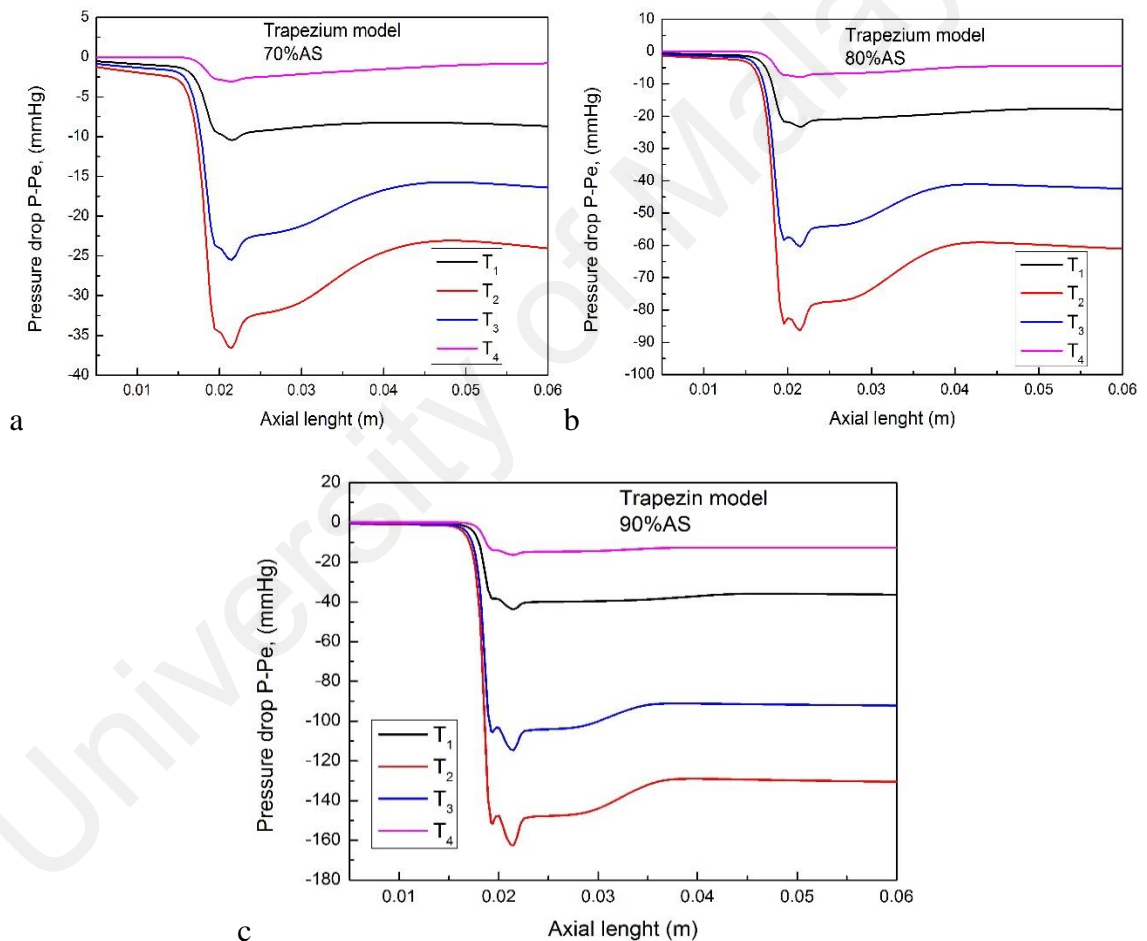 Trapezium model
70%AS
5
0
-5
-10
-15
-20
-25
-30
-35
-40
Pressure drop P-Pe, (mmHg)
T1
T2
T3
T4
0.01 0.02 0.03 0.04 0.05 0.06
Axial lenght (m)
a
Trapezium model
80%AS
10
0
-10
-20
-30
-40
-50
-60
-70
-80
-90
-100
Pressure drop P-Pe, (mmHg)
T1
T2
T3
T4
0.01 0.02 0.03 0.04 0.05 0.06
Axial lenght (m)
b
Trapezin model
90%AS
20
0
-20
-40
-60
-80
-100
-120
-140
-160
-180
Pressure drop P-Pe, (mmHg)
T1
T2
T3
T4
0.01 0.02 0.03 0.04 0.05 0.06
Axial lenght (m)
c
University of Malay